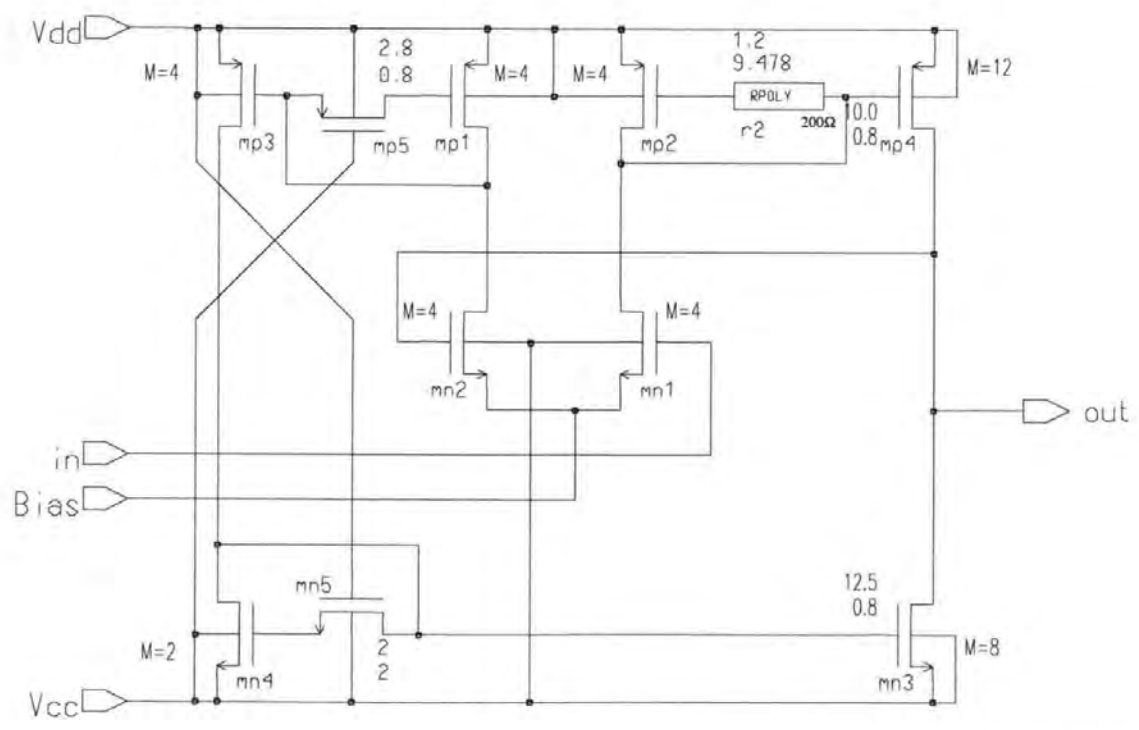 Vdd
M=4
2.8
0.8
M=4
M=4
1.2
9.478
RPOLY
r2
200Ω
10.0
0.8
M=12
mp3
mp5
mp1
mp2
mp4
M=4
M=4
mn2
mn1
out
in
Bias
mn5
12.5
0.8
M=2
2
2
M=8
mn4
mn3
Vcc